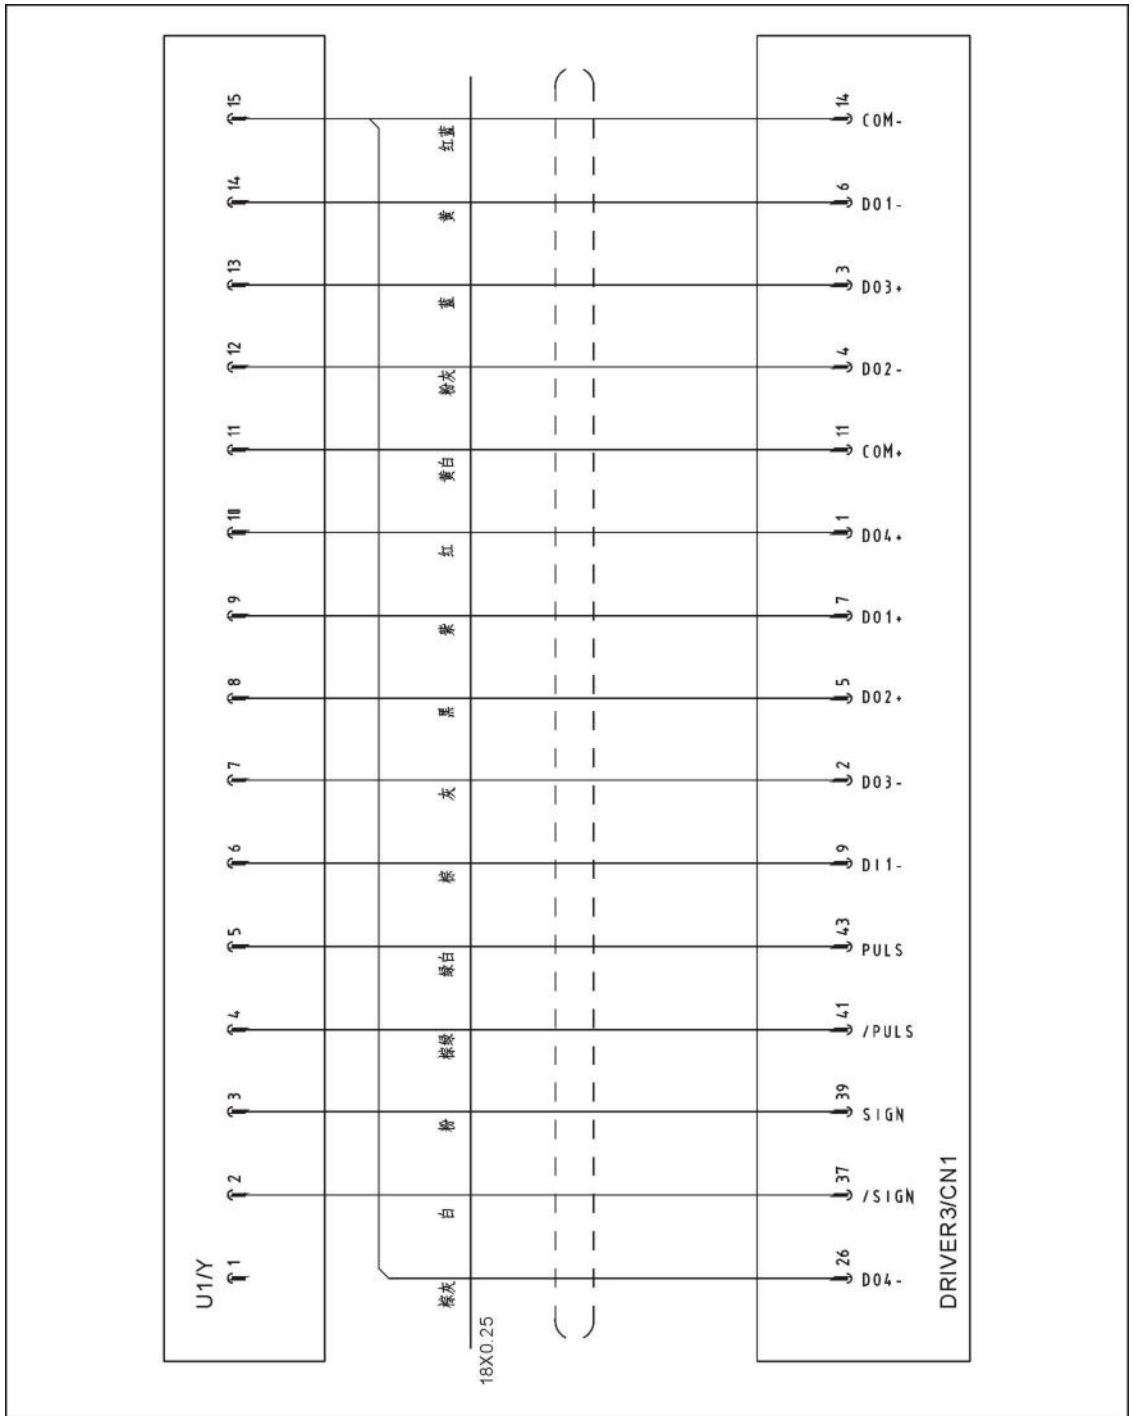 U1/Y
15
红蓝
14
COM-
14
黄
6
DO1-
13
蓝
3
DO3+
12
粉灰
4
DO2-
11
黄白
11
COM+
10
红
1
DO4+
9
紫
7
DO1+
8
黑
5
DO2+
7
灰
2
DO3-
6
棕
9
DI1-
5
绿白
43
PULS
4
棕绿
41
/PULS
3
粉
39
SIGN
2
白
37
/SIGN
1
棕灰
26
DO4-
18X0.25
DRIVER3/CN1